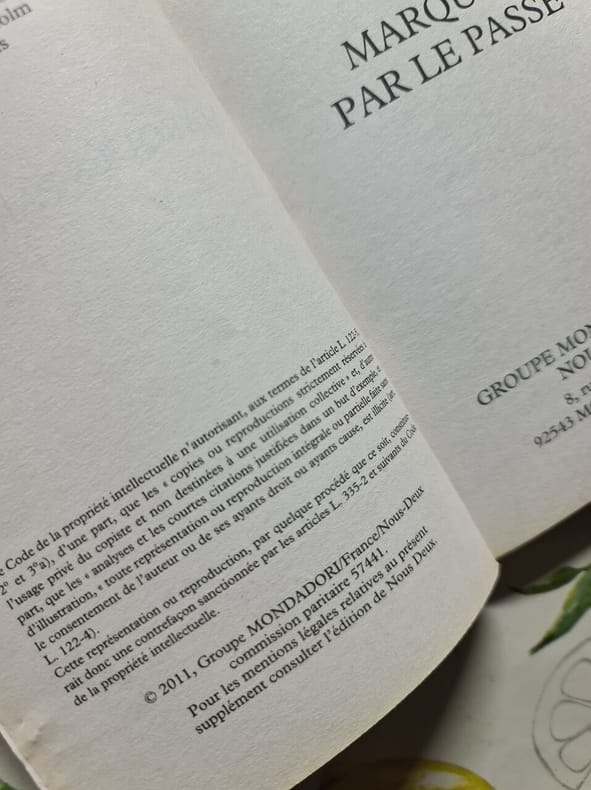 olm
s
Code de la propriété intellectuelle n'autorisant, aux termes de l'article L. 122-5,
2° et 3°a), d'une part, que les « copies ou reproductions strictement réservées à
l'usage privé du copiste et non destinées à une utilisation collective » et, d'autre
part, que les « analyses et les courtes citations justifiées dans un but d'exemple et
d'illustration, « toute représentation ou reproduction intégrale ou partielle faite sans
le consentement de l'auteur ou de ses ayants droit ou ayants cause, est illicite (art.
L. 122-4).
Cette représentation ou reproduction, par quelque procédé que ce soit, constitue-
rait donc une contrefaçon sanctionnée par les articles L. 335-2 et suivants du Code
de la propriété intellectuelle.
© 2011, Groupe MONDADORI/France/Nous-Deux
commission paritaire 57441.
Pour les mentions légales relatives au présent
supplément consulter l'édition de Nous Deux.
MARQU
PAR LE PASSÉ
GROUPE MON
NOU
8, ru
92543 M